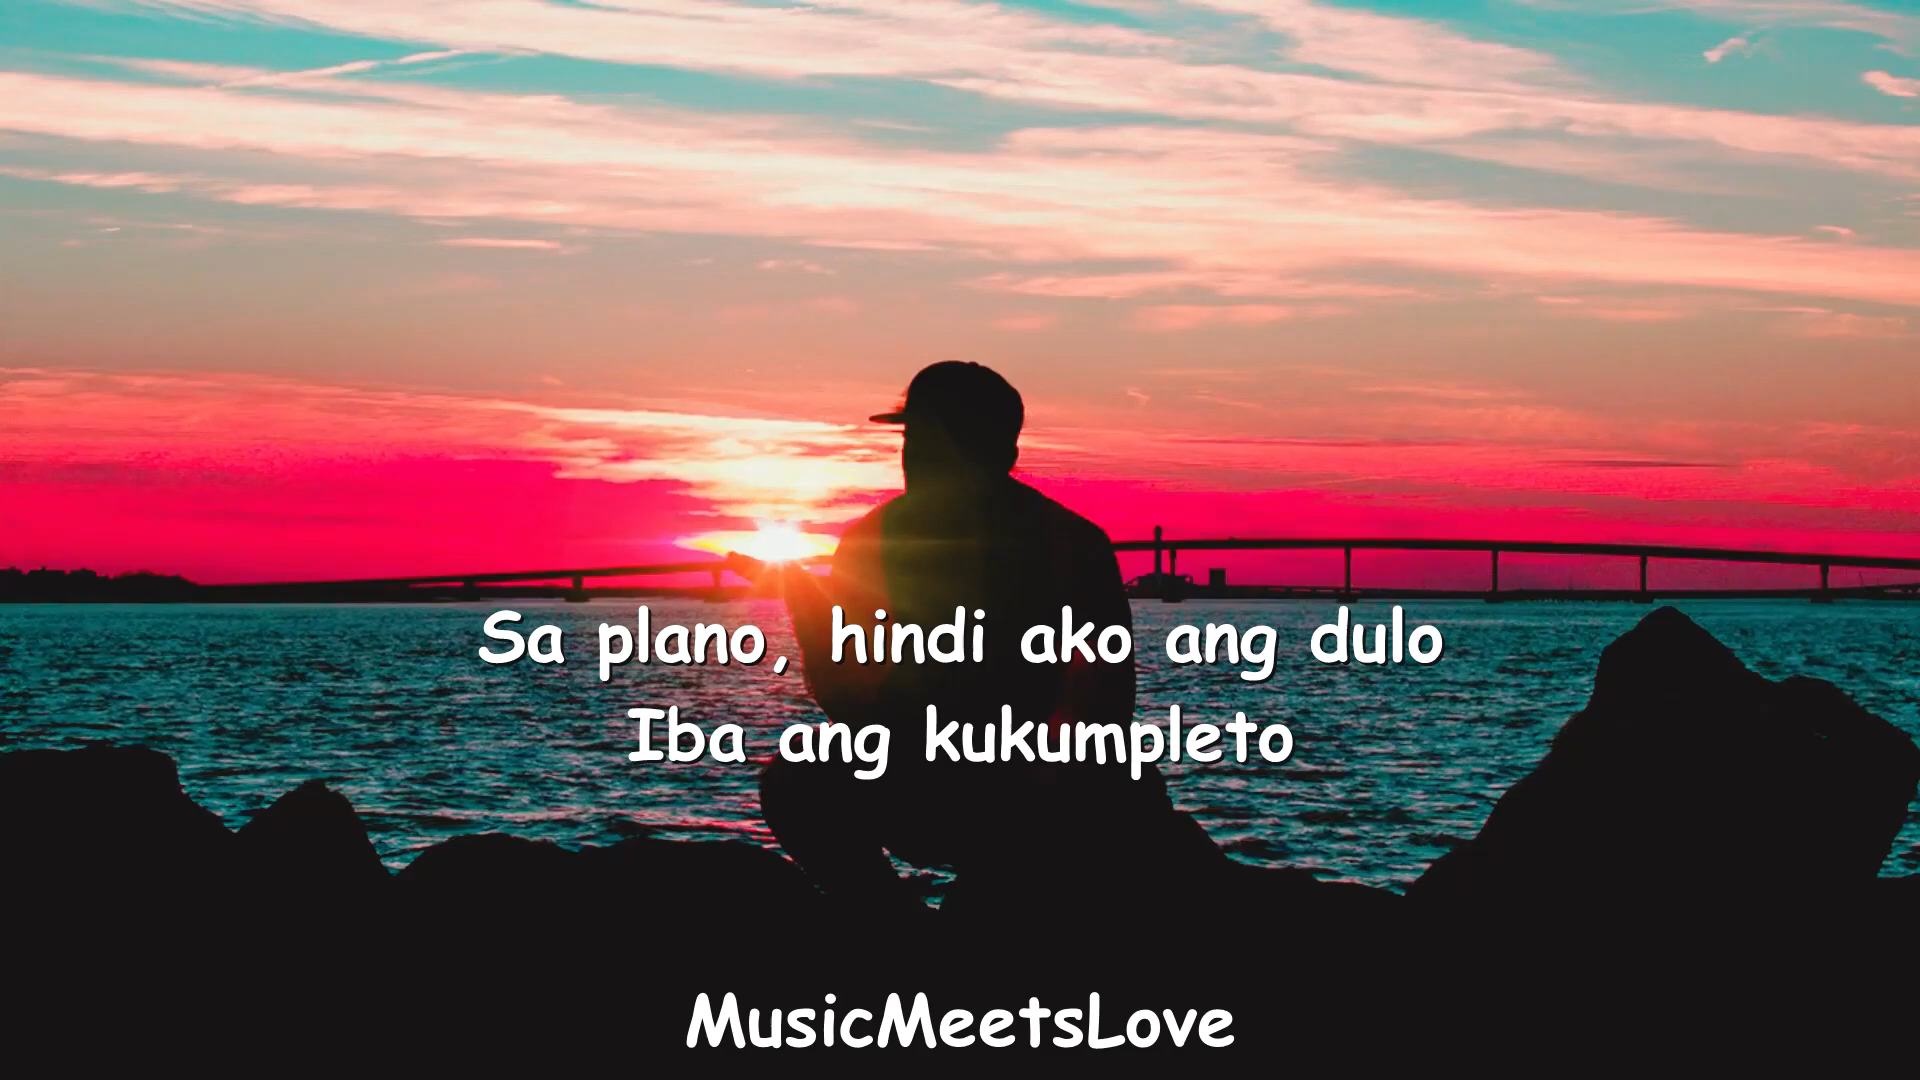 Sa plano, hindi ako ang dulo
Iba ang kukumpleto
MusicMeetsLove